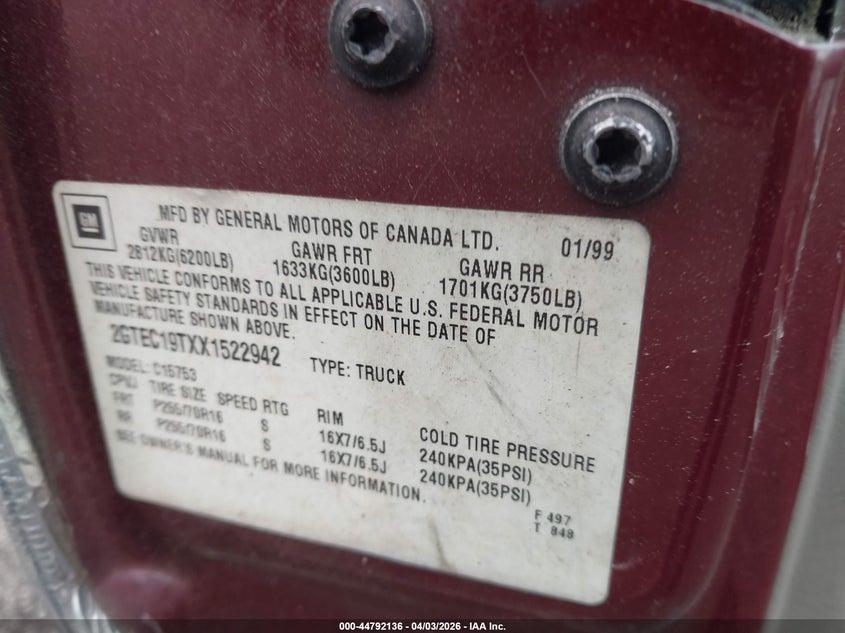 GM
MFD BY GENERAL MOTORS OF CANADA LTD. 01/99
GVWR GAWR FRT GAWR RR
2812KG(6200LB) 1633KG(3600LB) 1701KG(3750LB)
THIS VEHICLE CONFORMS TO ALL APPLICABLE U.S. FEDERAL MOTOR
VEHICLE SAFETY STANDARDS IN EFFECT ON THE DATE OF
MANUFACTURE SHOWN ABOVE.
2GTEC19TXX1522942 TYPE: TRUCK
MODEL: C15753
CPVJ TIRE SIZE SPEED RTG RIM COLD TIRE PRESSURE
FRT P255/70R16 S 16X7/6.5J 240KPA(35PSI)
RR P255/70R16 S 16X7/6.5J 240KPA(35PSI)
SEE OWNER'S MANUAL FOR MORE INFORMATION.
F 497
T 848
000-44792136 - 04/03/2026 - IAA Inc.